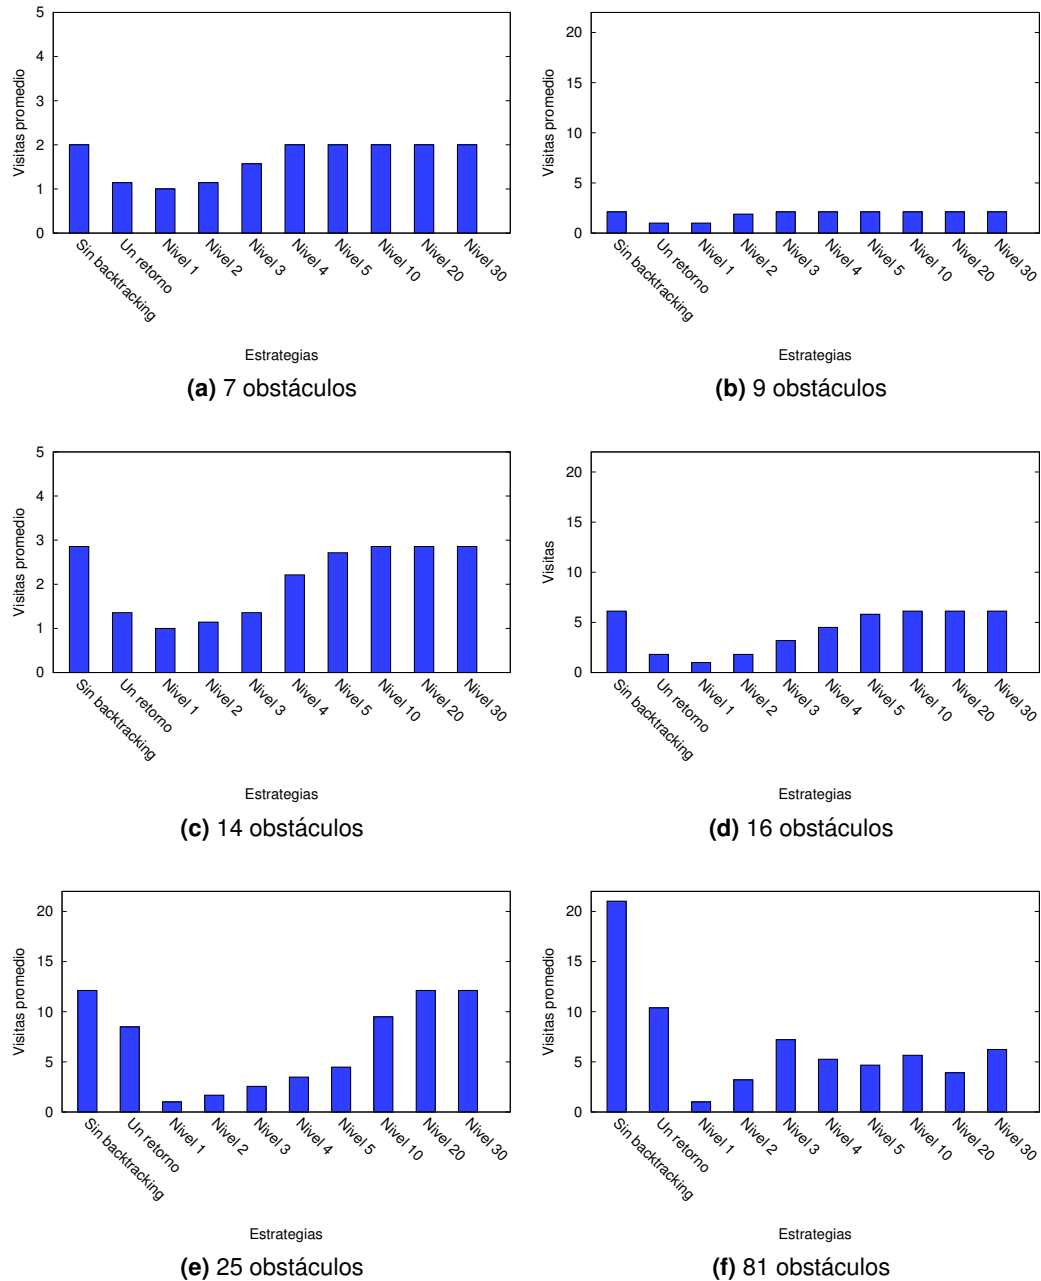 5
4
3
2
1
0
Visitas promedio
Sin backtracking
Un retorno
Nivel 1
Nivel 2
Nivel 3
Nivel 4
Nivel 5
Nivel 10
Nivel 20
Nivel 30
Estrategias
(a) 7 obstáculos
20
15
10
5
0
Visitas promedio
Sin backtracking
Un retorno
Nivel 1
Nivel 2
Nivel 3
Nivel 4
Nivel 5
Nivel 10
Nivel 20
Nivel 30
Estrategias
(b) 9 obstáculos
5
4
3
2
1
0
Visitas promedio
Sin backtracking
Un retorno
Nivel 1
Nivel 2
Nivel 3
Nivel 4
Nivel 5
Nivel 10
Nivel 20
Nivel 30
Estrategias
(c) 14 obstáculos
20
15
10
5
0
Visitas
Sin backtracking
Un retorno
Nivel 1
Nivel 2
Nivel 3
Nivel 4
Nivel 5
Nivel 10
Nivel 20
Nivel 30
Estrategias
(d) 16 obstáculos
20
15
10
5
0
Visitas promedio
Sin backtracking
Un retorno
Nivel 1
Nivel 2
Nivel 3
Nivel 4
Nivel 5
Nivel 10
Nivel 20
Nivel 30
Estrategias
(e) 25 obstáculos
20
15
10
5
0
Visitas promedio
Sin backtracking
Un retorno
Nivel 1
Nivel 2
Nivel 3
Nivel 4
Nivel 5
Nivel 10
Nivel 20
Nivel 30
Estrategias
(f) 81 obstáculos